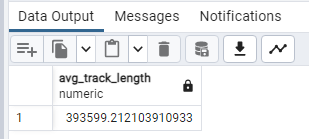 Data Output Messages Notifications
avg_track_length
numeric
1 393599.212103910933